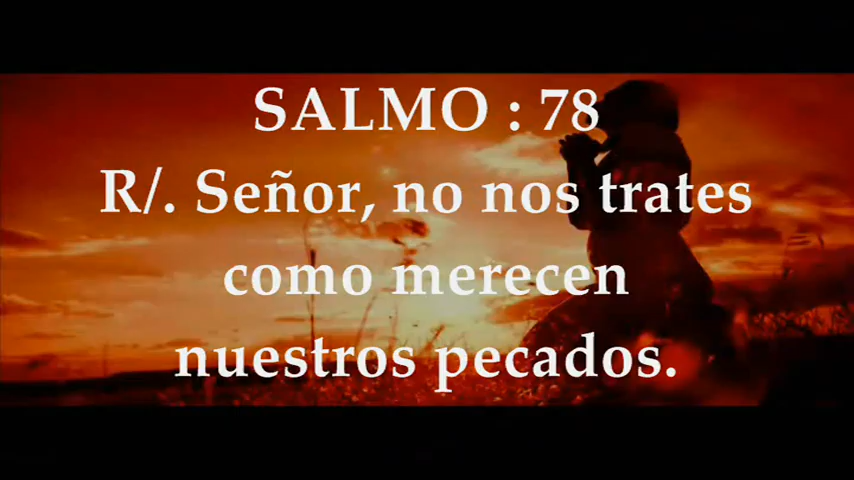 SALMO : 78
R/. Señor, no nos trates
como merecen
nuestros pecados.